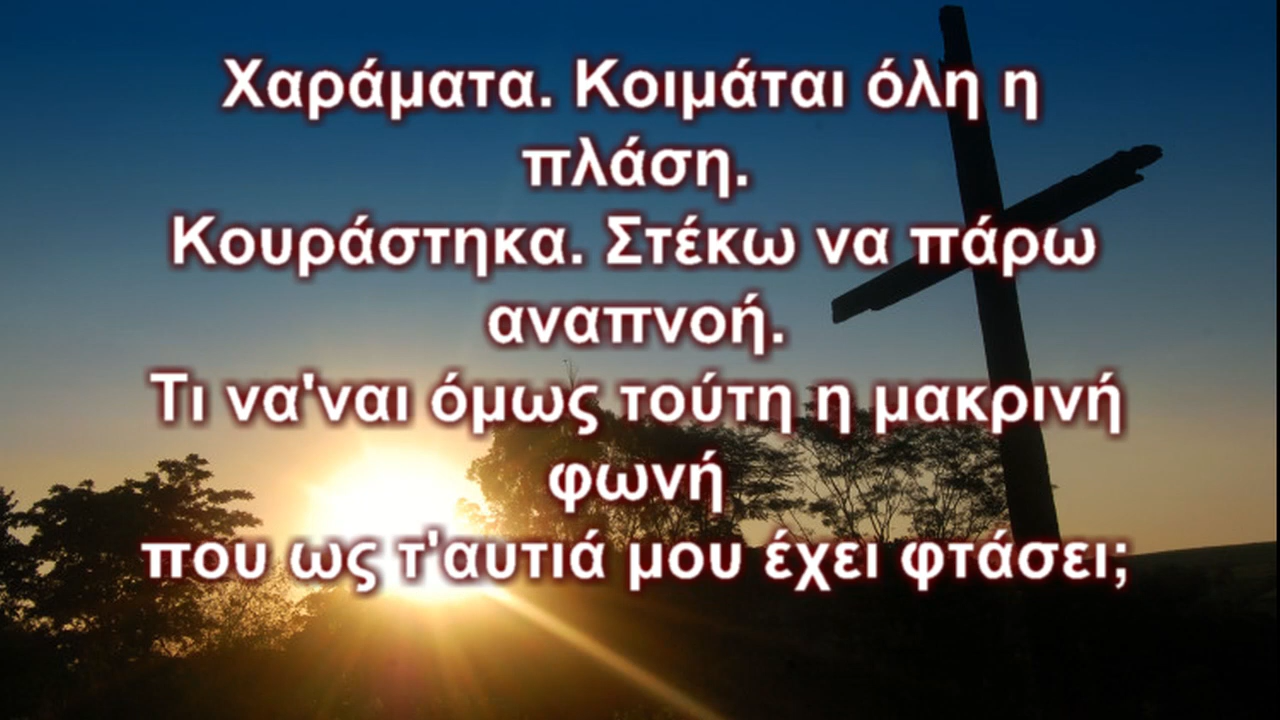 Χαράματα. Κοιμάται όλη η
πλάση.
Κουράστηκα. Στέκω να πάρω
αναπνοή.
Τι να'ναι όμως τούτη η μακρινή
φωνή
που ως τ'αυτιά μου έχει φτάσει;